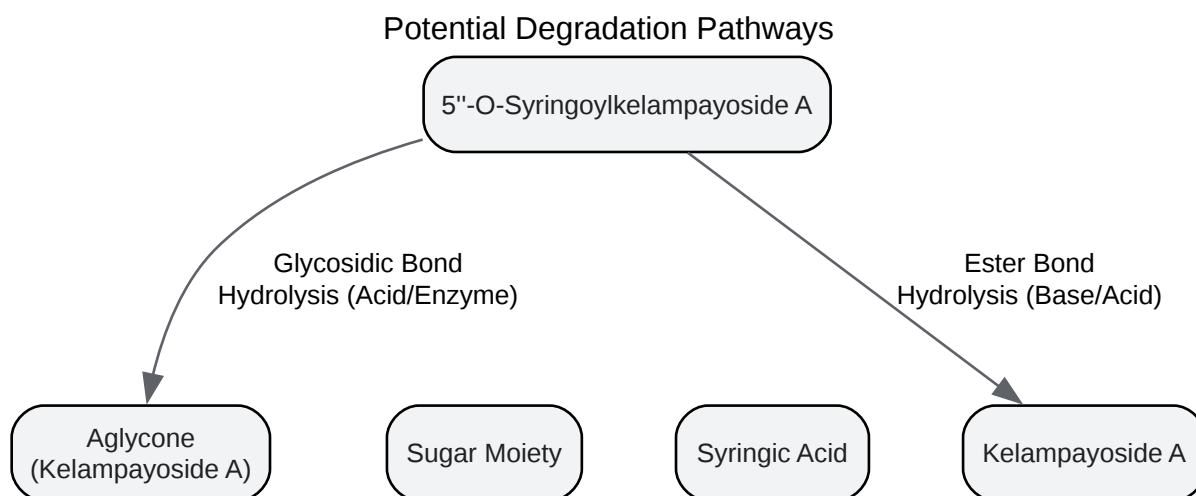 Potential Degradation Pathways
5''-O-Syringoylkelampayoside A
Glycosidic Bond
Hydrolysis (Acid/Enzyme)
Ester Bond
Hydrolysis (Base/Acid)
Aglycone
(Kelampayoside A)
Sugar Moiety
Syringic Acid
Kelampayoside A